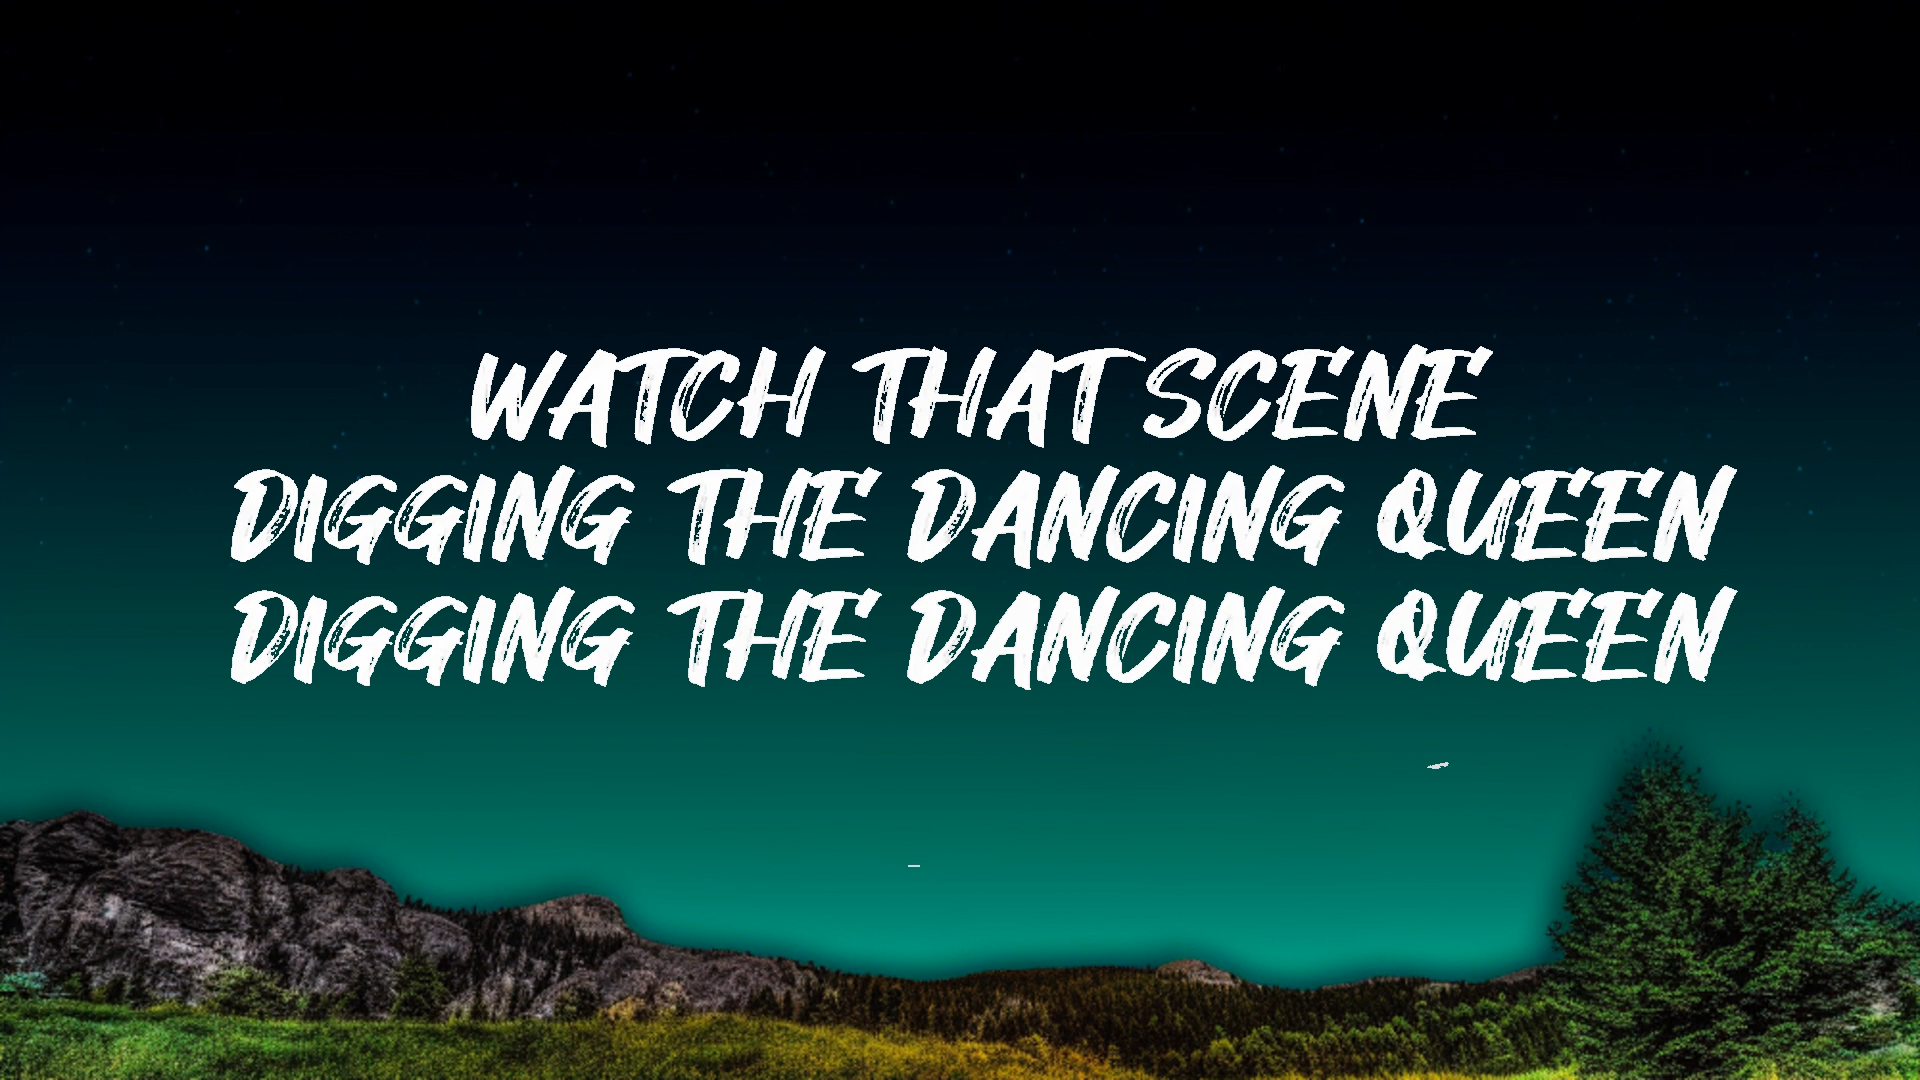 WATCH THAT SCENE
DIGGING THE DANCING QUEEN
DIGGING THE DANCING QUEEN